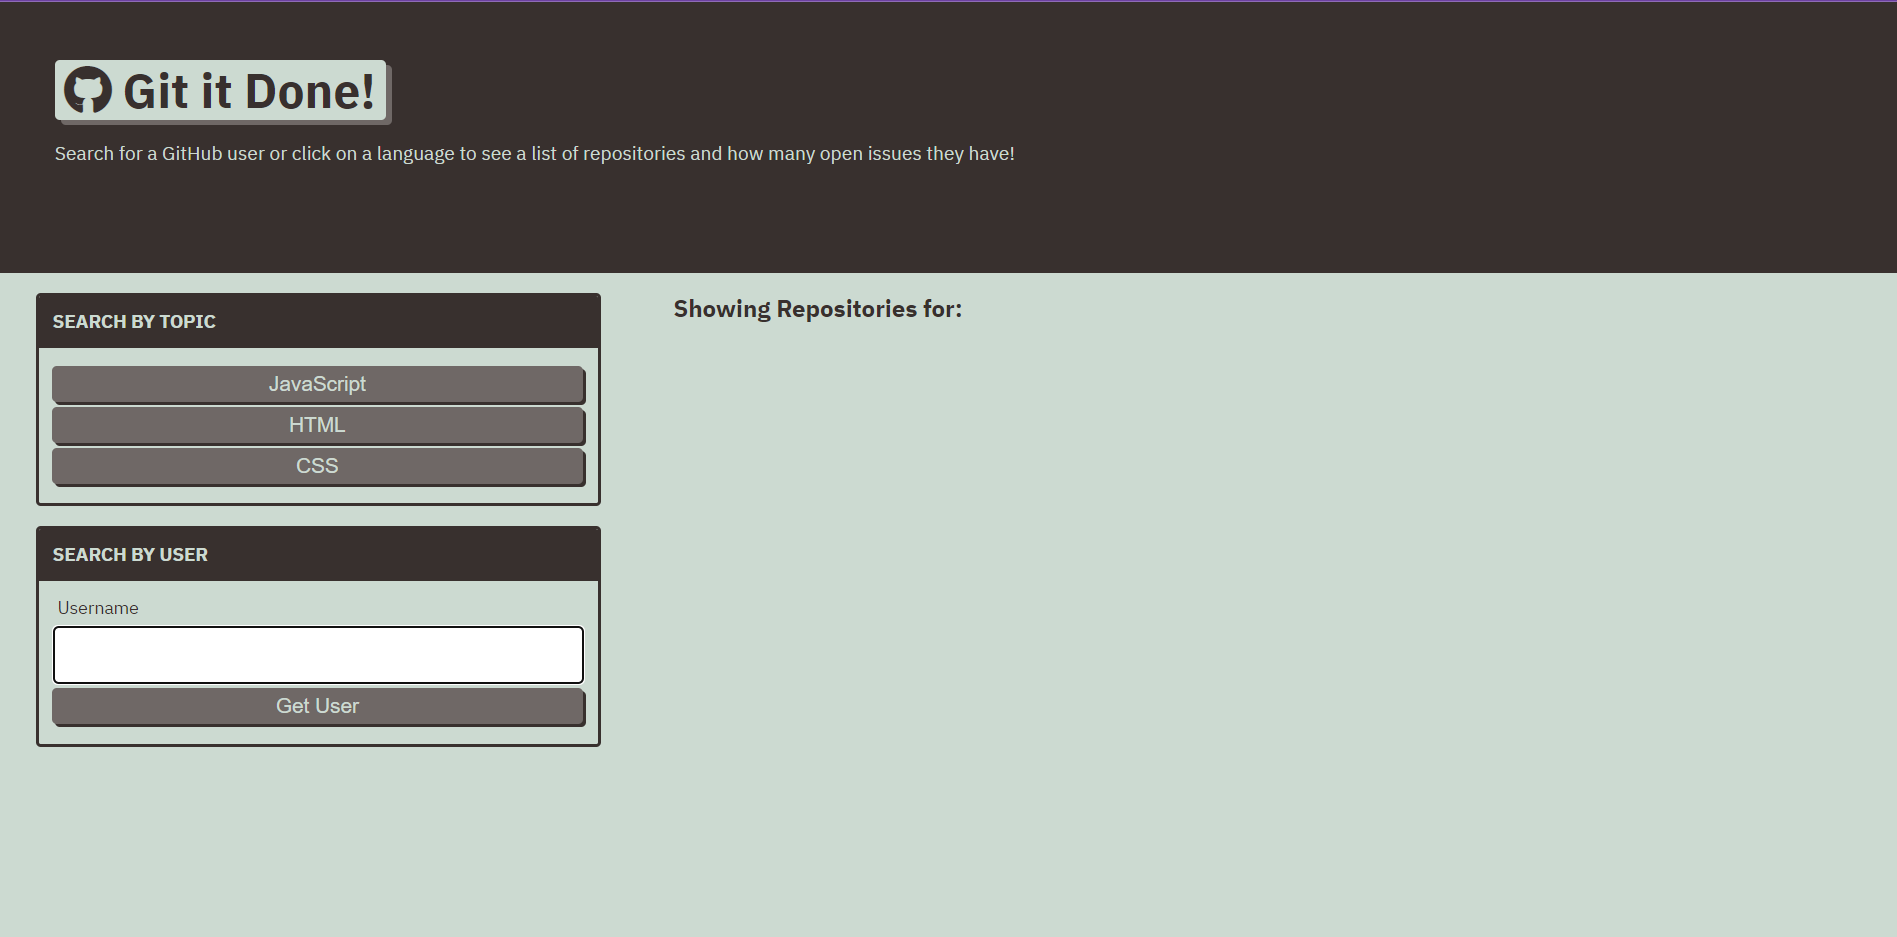 Git it Done!
Search for a GitHub user or click on a language to see a list of repositories and how many open issues they have!
SEARCH BY TOPIC
JavaScript
HTML
CSS
SEARCH BY USER
Username
Get User
Showing Repositories for: